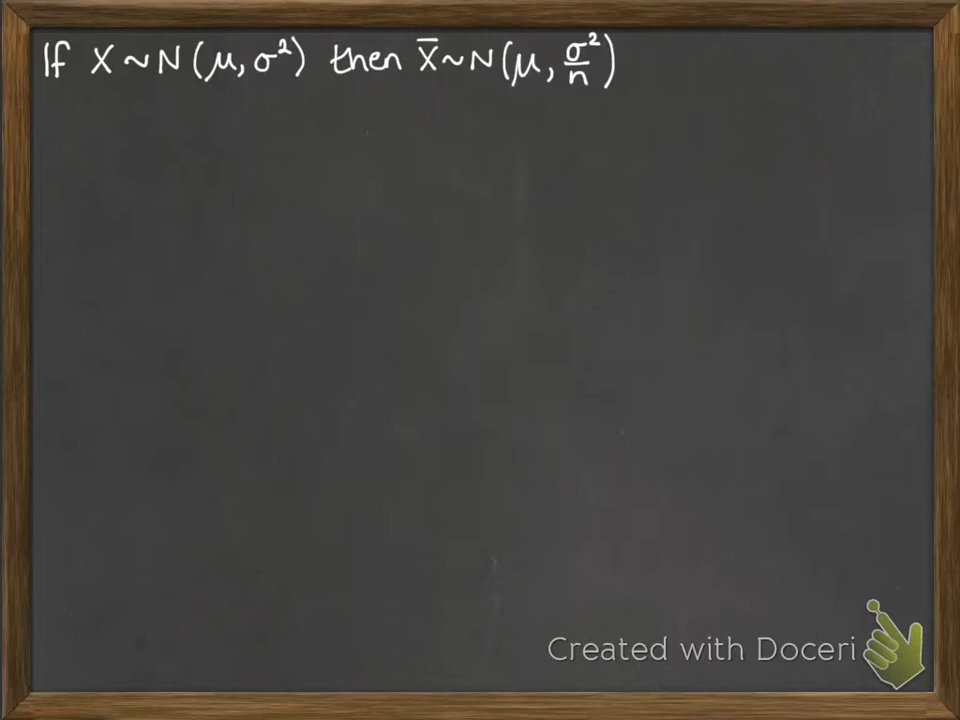 If X ~ N(μ, σ²) then X̄ ~ N(μ, σ²/n)
Created with Doceri